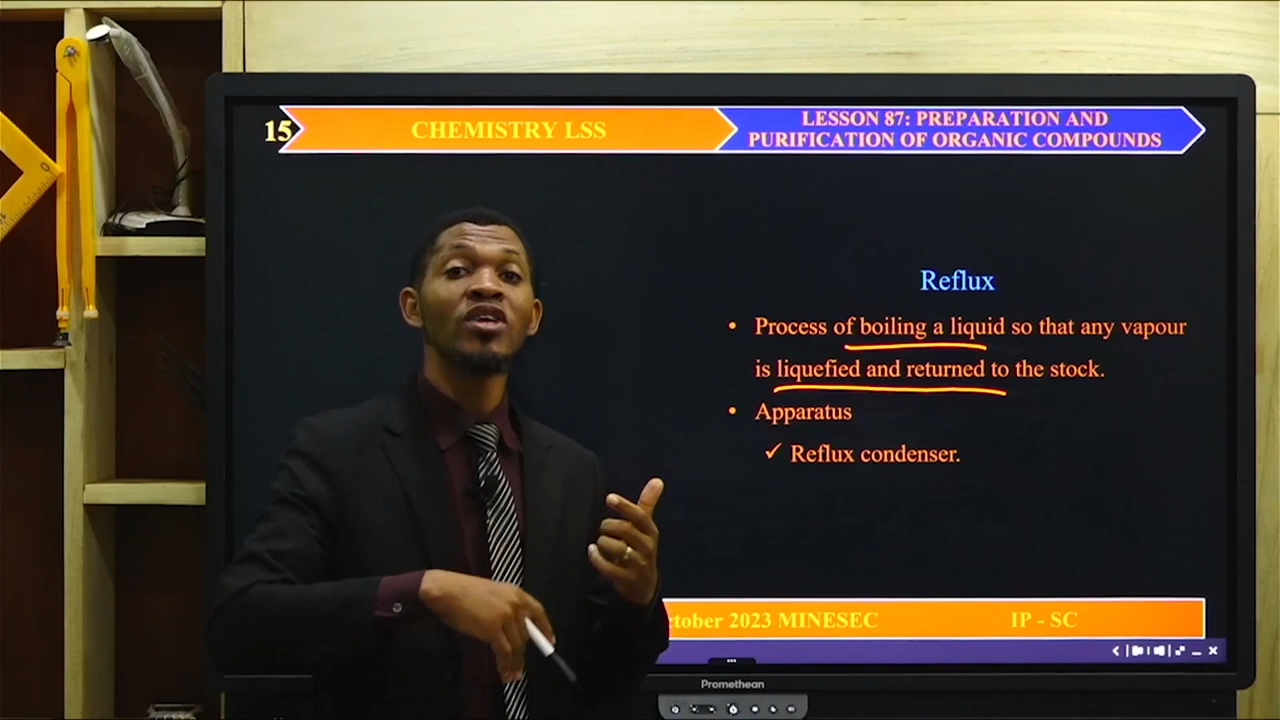 15
CHEMISTRY LSS
LESSON 87: PREPARATION AND
PURIFICATION OF ORGANIC COMPOUNDS
Reflux
• Process of boiling a liquid so that any vapour
is liquefied and returned to the stock.
• Apparatus
✓ Reflux condenser.
2023 MINESEC
IP - SC
Promethean